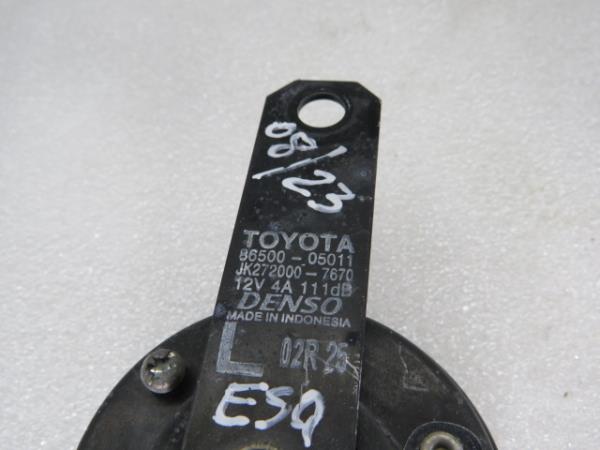 08/23
TOYOTA
86500-05011
JK272000-7670
12V 4A 111dB
DENSO
MADE IN INDONESIA
L 02R 25
ESQ